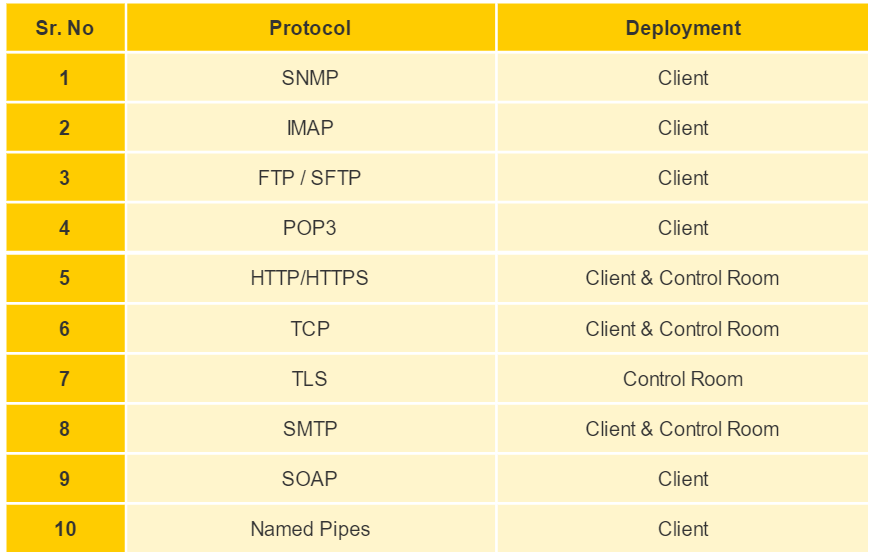 Sr. No Protocol Deployment
1 SNMP Client
2 IMAP Client
3 FTP / SFTP Client
4 POP3 Client
5 HTTP/HTTPS Client & Control Room
6 TCP Client & Control Room
7 TLS Control Room
8 SMTP Client & Control Room
9 SOAP Client
10 Named Pipes Client